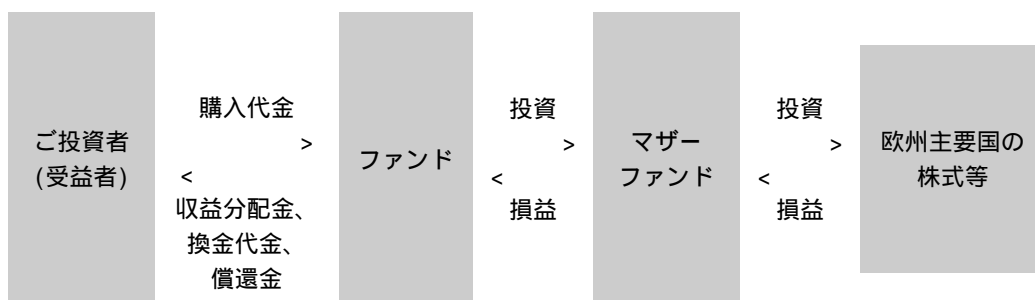 ご投資者
(受益者)
購入代金
>
<
収益分配金、
換金代金、
償還金
ファンド
投資
>
<
損益
マザー
ファンド
投資
>
<
損益
欧州主要国の
株式等